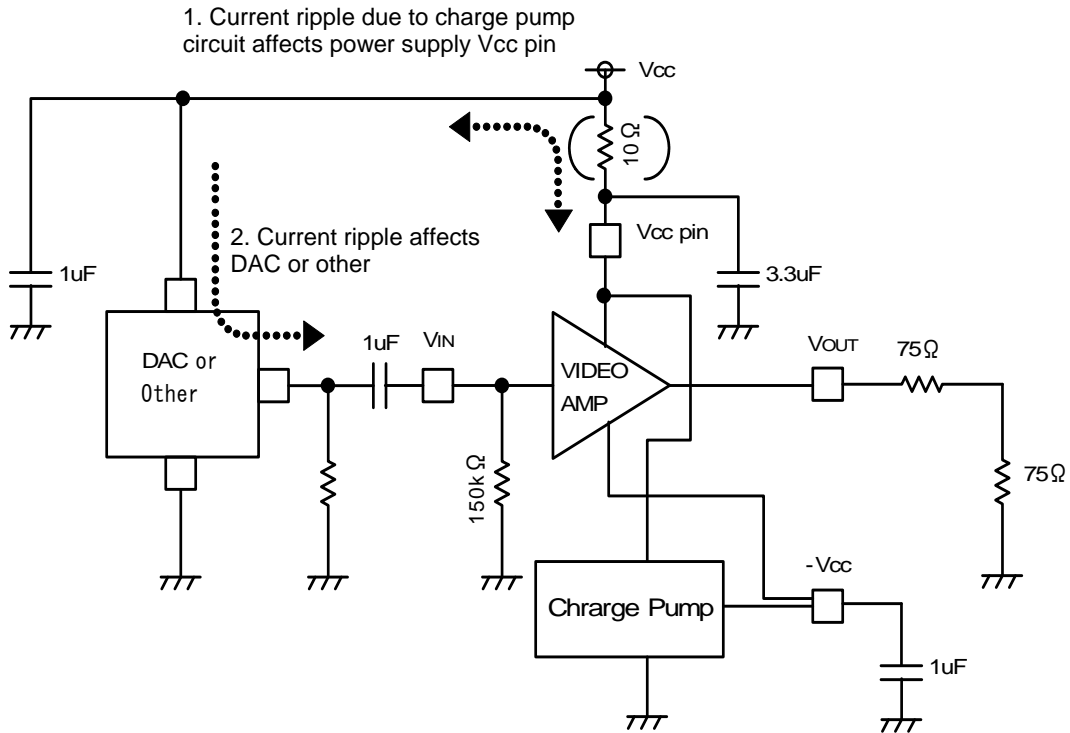 1. Current ripple due to charge pump
circuit affects power supply Vcc pin
Vcc
10Ω
Vcc pin
2. Current ripple affects
DAC or other
1uF
3.3uF
DAC or
Other
1uF
VIN
VIDEO
AMP
VOUT
75Ω
75Ω
150kΩ
-Vcc
Chrarge Pump
1uF